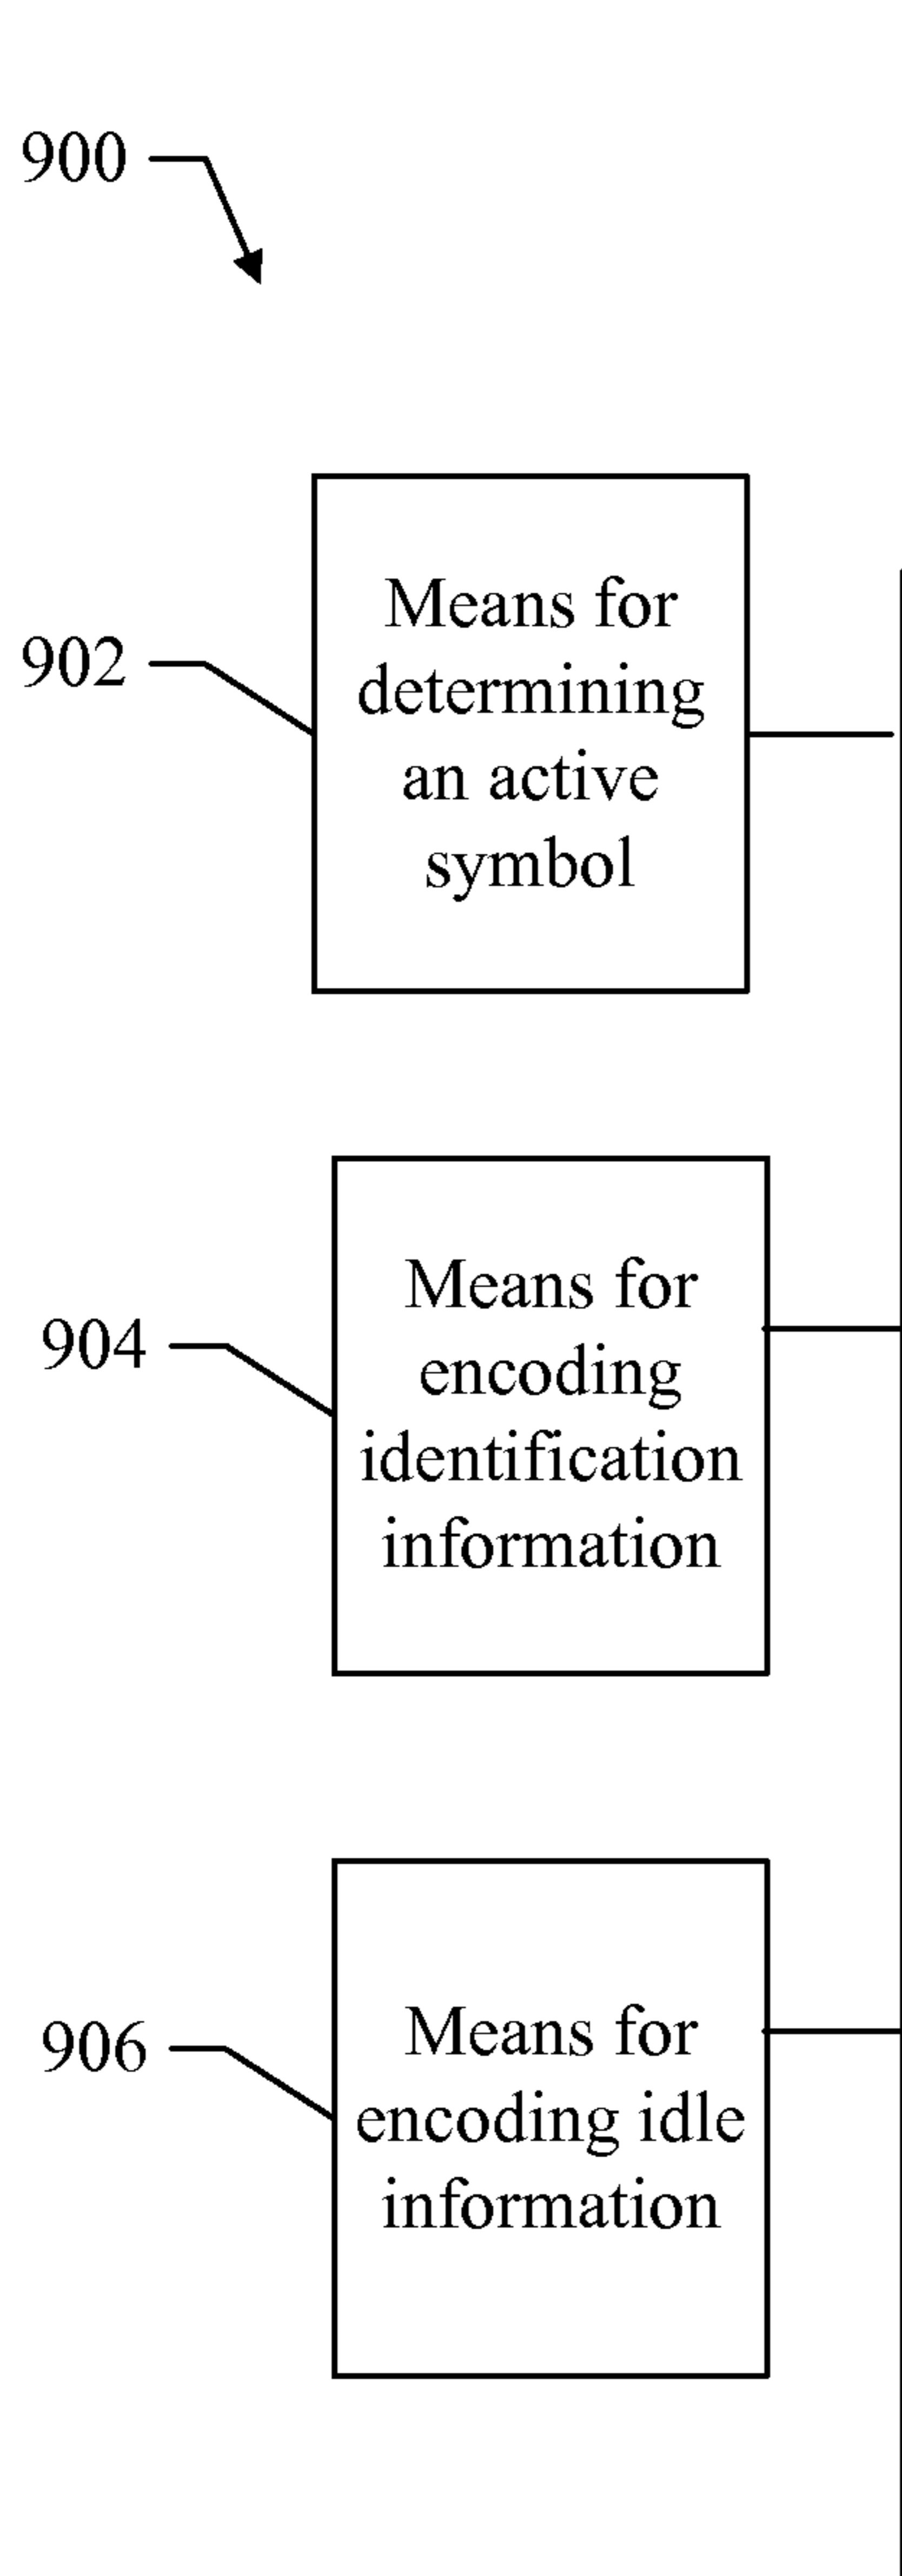 900
902
Means for
determining
an active
symbol
904
Means for
encoding
identification
information
906
Means for
encoding idle
information